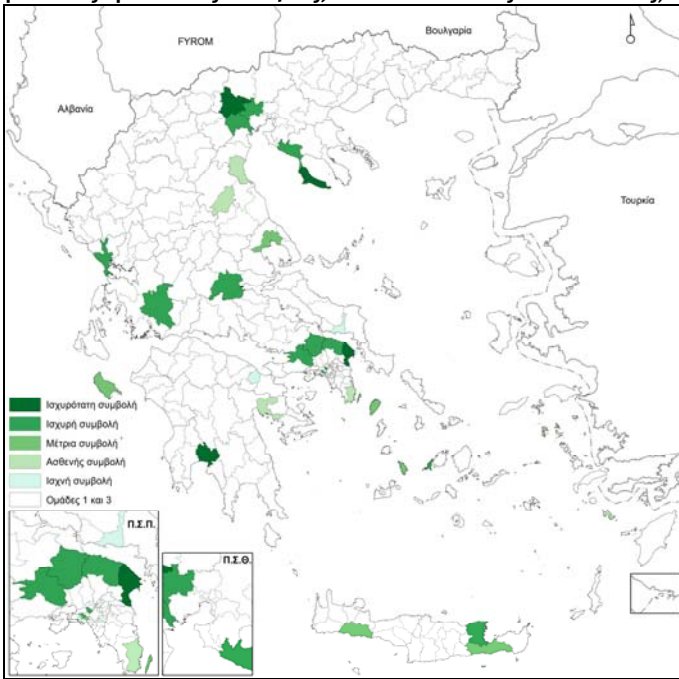 Βουλγαρία
FYROM
Αλβανία
Τουρκία
Ισχυρότατη συμβολή
Ισχυρή συμβολή
Μέτρια συμβολή
Ασθενής συμβολή
Ισχνή συμβολή
Ομάδες 1 και 3
Π.Σ.Π.
Π.Σ.Θ.